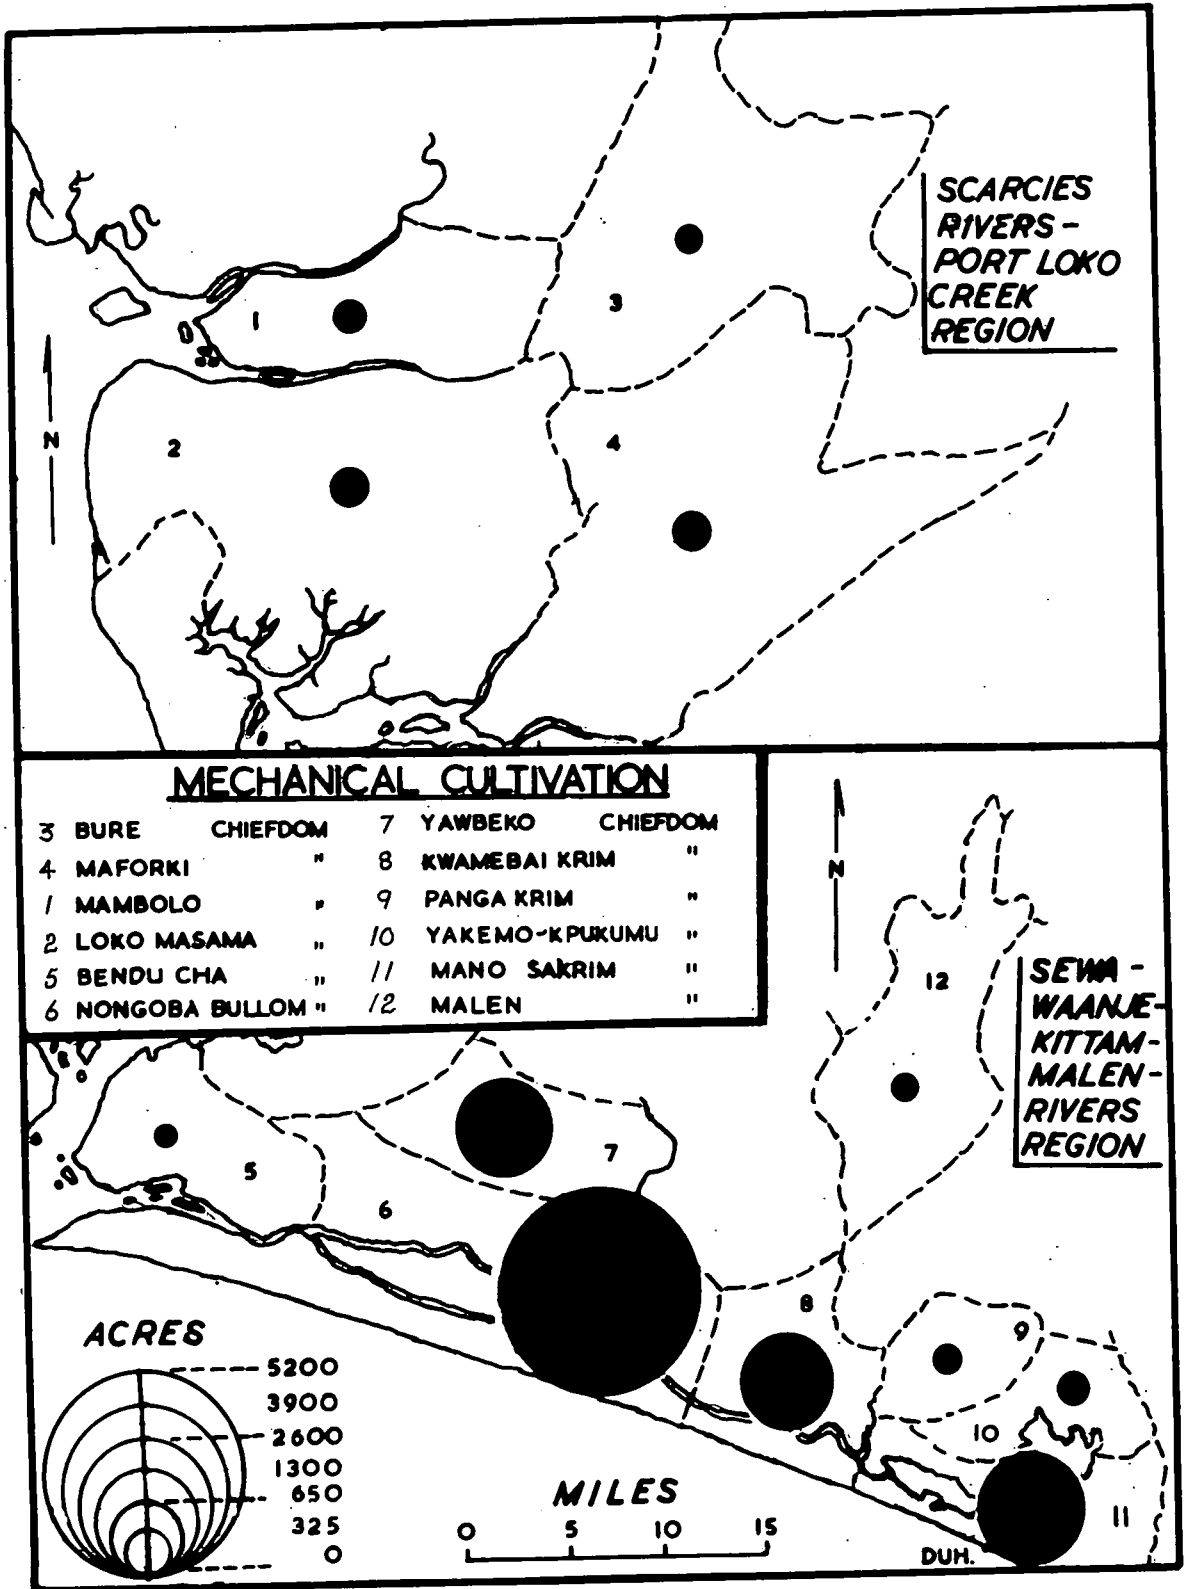 SCARCIES
RIVERS -
PORT LOKO
CREEK
REGION
1
3
N
2
4
MECHANICAL CULTIVATION
3 BURE CHIEFDOM 7 YAWBEKO CHIEFDOM
4 MAFORKI " 8 KWAMEBAI KRIM "
1 MAMBOLO " 9 PANGA KRIM "
2 LOKO MASAMA " 10 YAKEMO-KPUKUMU "
5 BENDU CHA " 11 MANO SAKRIM "
6 NONGOBA BULLOM " 12 MALEN "
N
12
SEWA -
WAANJE-
KITTAM-
MALEN-
RIVERS
REGION
7
5
6
8
9
10
11
ACRES
5200
3900
2600
1300
650
325
0
MILES
0 5 10 15
DUH.